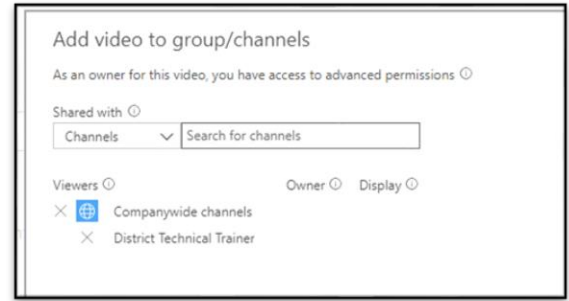 Add video to group/channels
As an owner for this video, you have access to advanced permissions
Shared with
Channels Search for channels
Viewers Owner Display
Companywide channels
District Technical Trainer